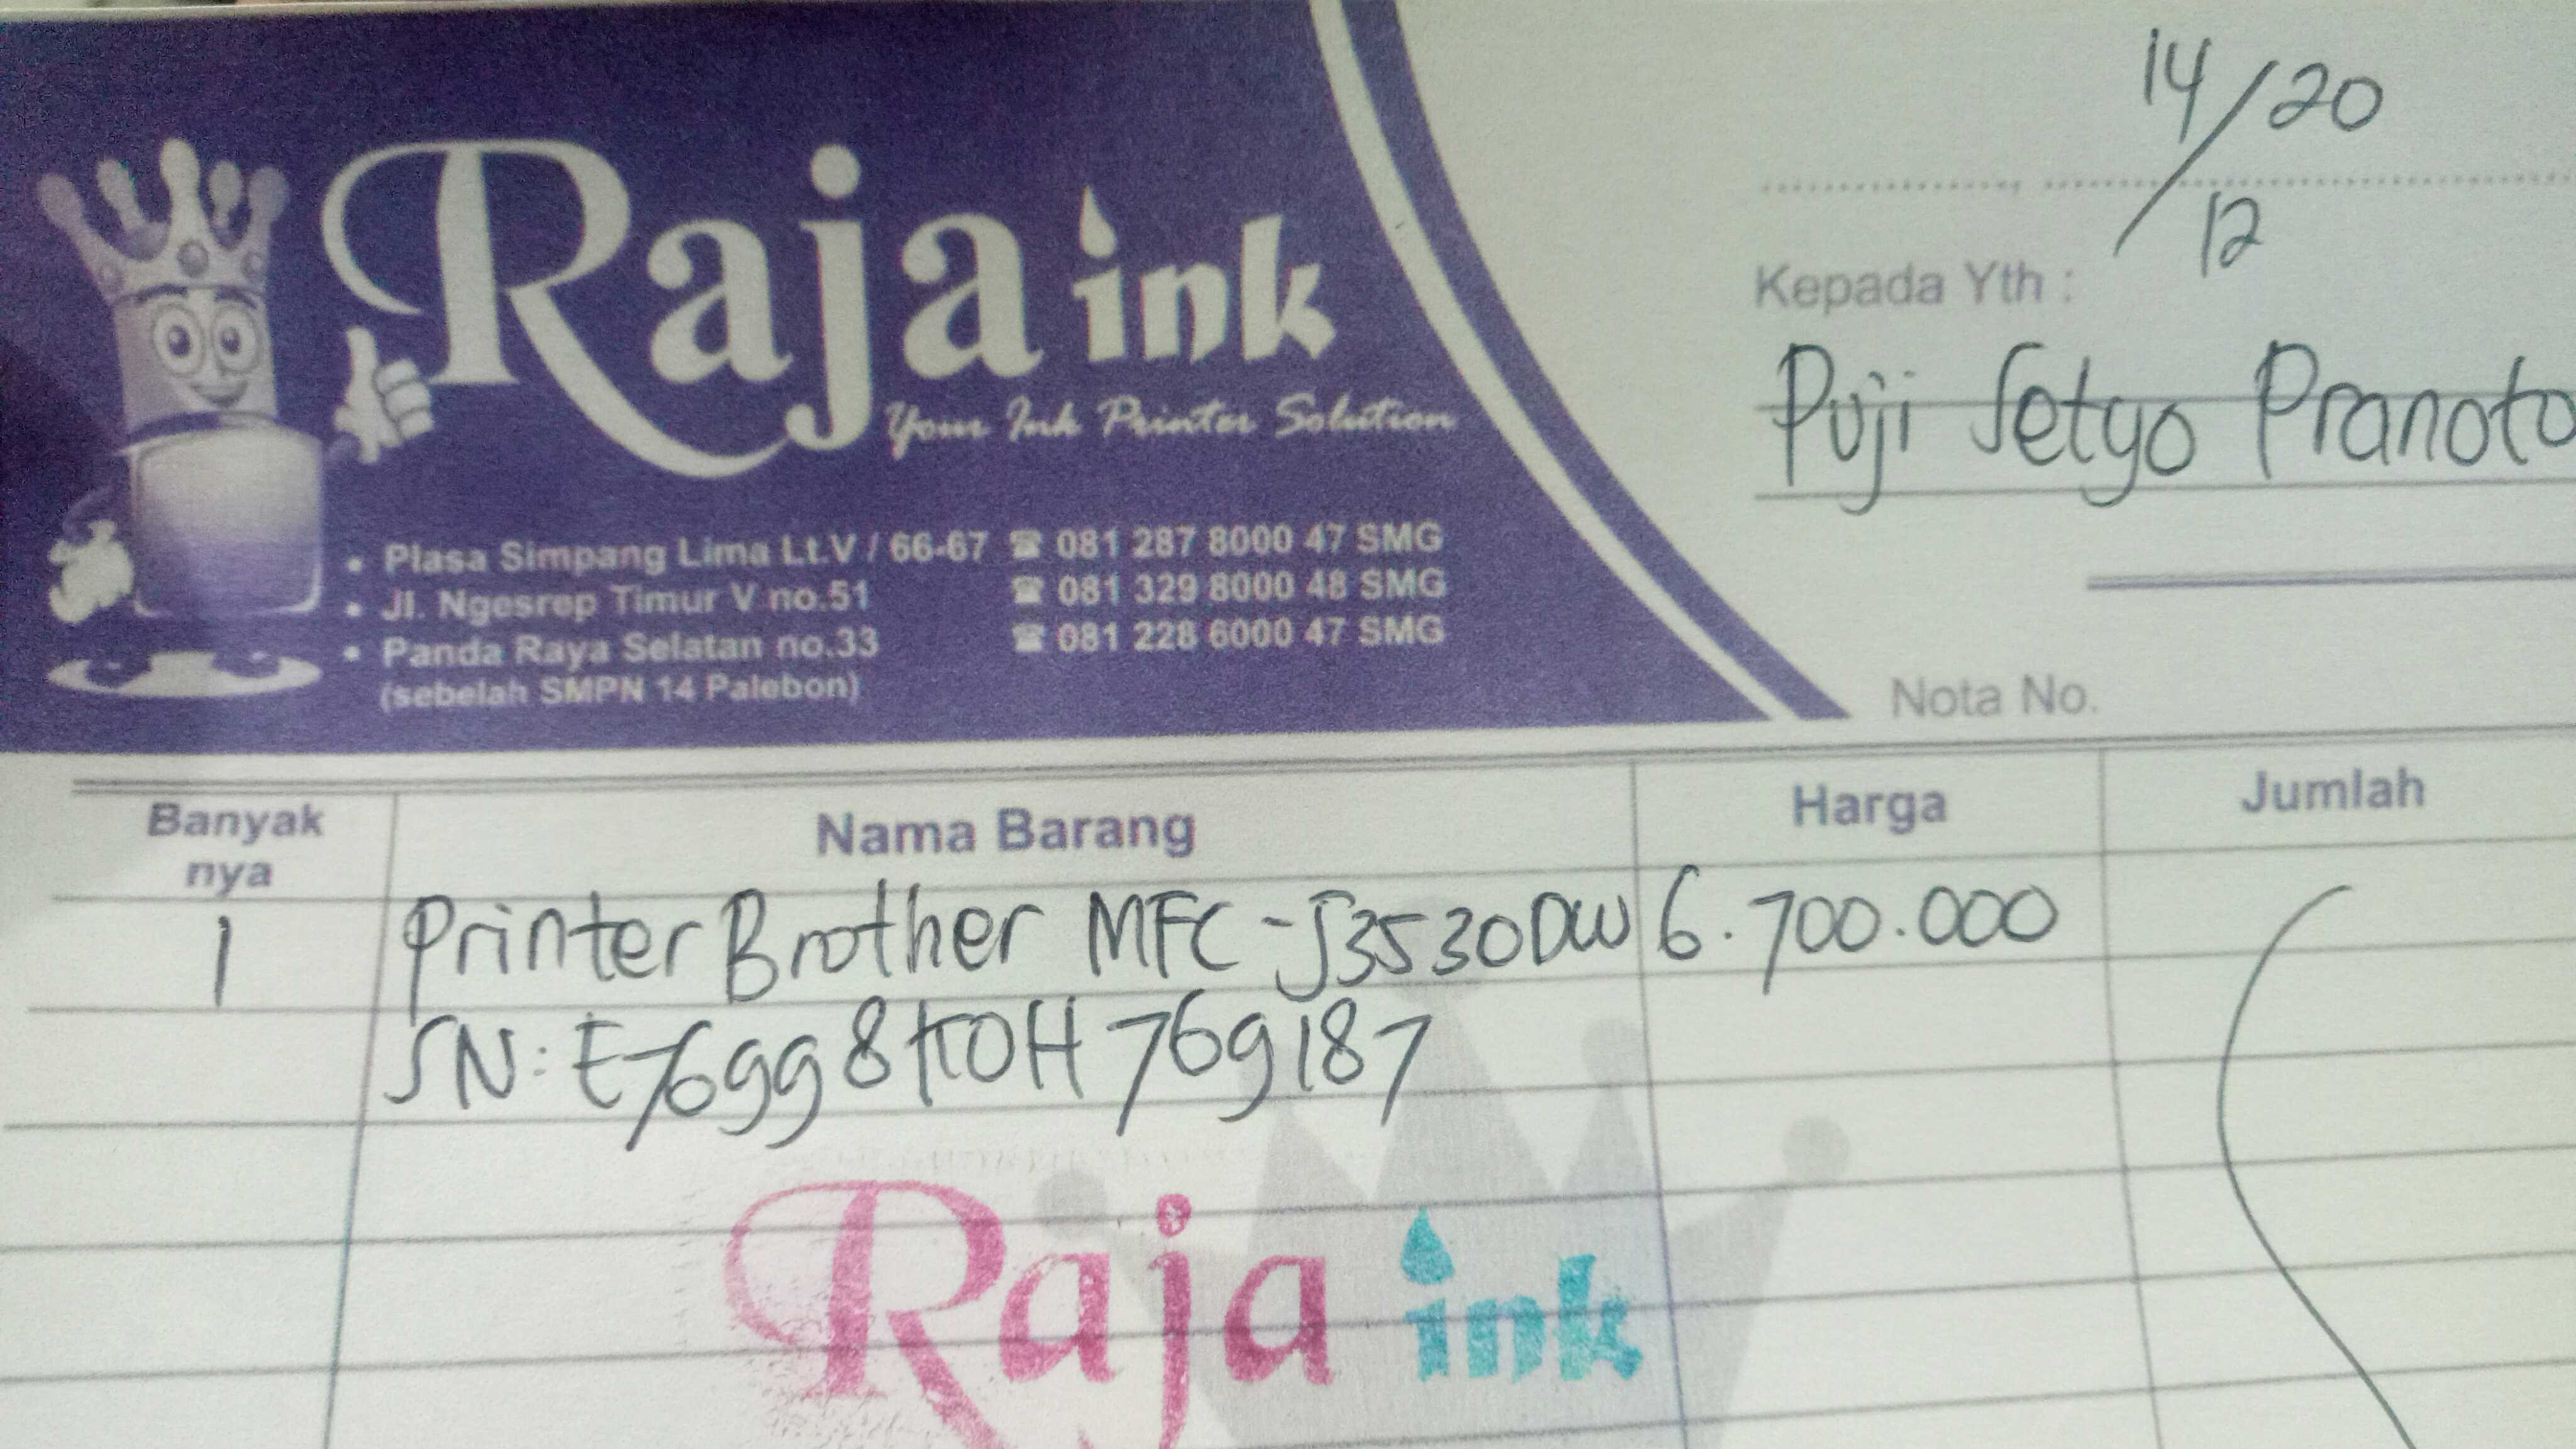 Raja ink
Your Ink Printer Solution
• Plasa Simpang Lima Lt.V / 66-67 ☎ 081 287 8000 47 SMG
• Jl. Ngesrep Timur V no.51 ☎ 081 329 8000 48 SMG
• Panda Raya Selatan no.33 ☎ 081 228 6000 47 SMG
(sebelah SMPN 14 Palebon)
14/20
12
Kepada Yth :
Puji Setyo Pranoto
Nota No.
Banyak
nya
Nama Barang
Harga
Jumlah
1 Printer Brother MFC-J3530DW 6.700.000
SN: E76998K0H769187
Raja ink